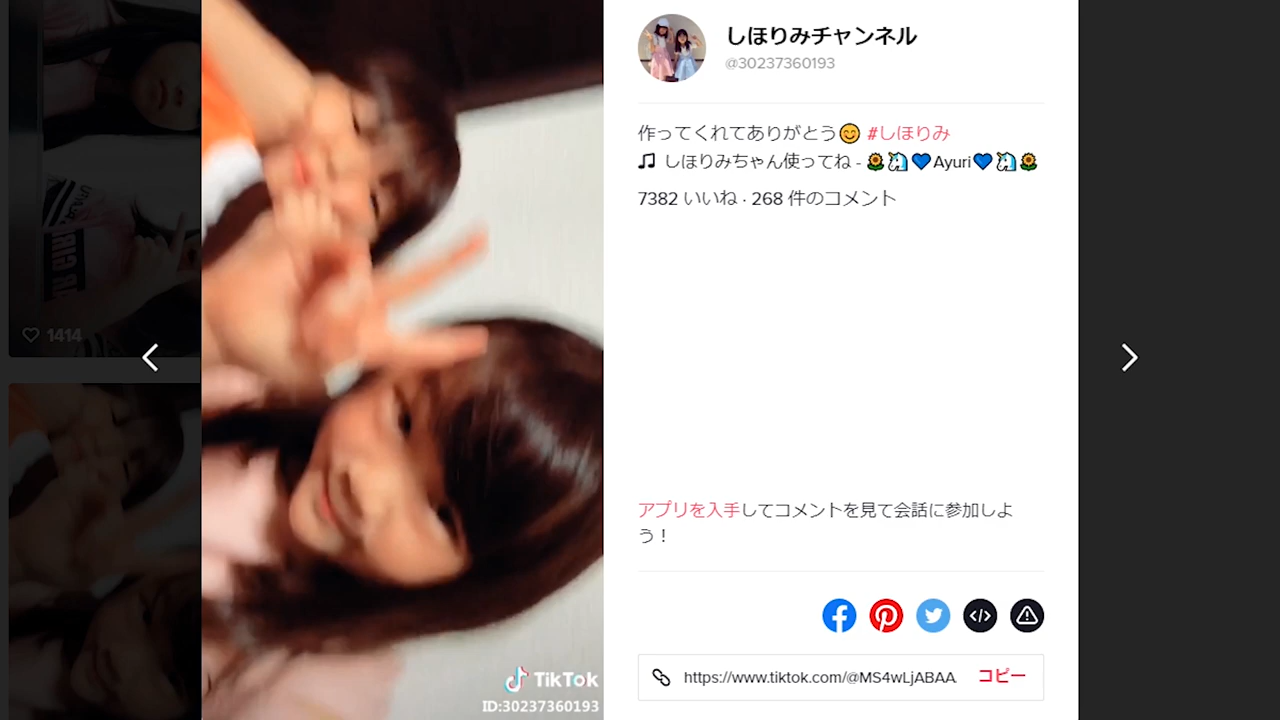 しほりみチャンネル
@30237360193
作ってくれてありがとう😊 #しほりみ
しほりみちゃん使ってね - 🌻🦄💙Ayuri💙🦄🌻
7382 いいね · 268 件のコメント
アプリを入手してコメントを見て会話に参加しよ
う！
https://www.tiktok.com/@MS4wLjABAA
コピー
TikTok
ID:30237360193
1414